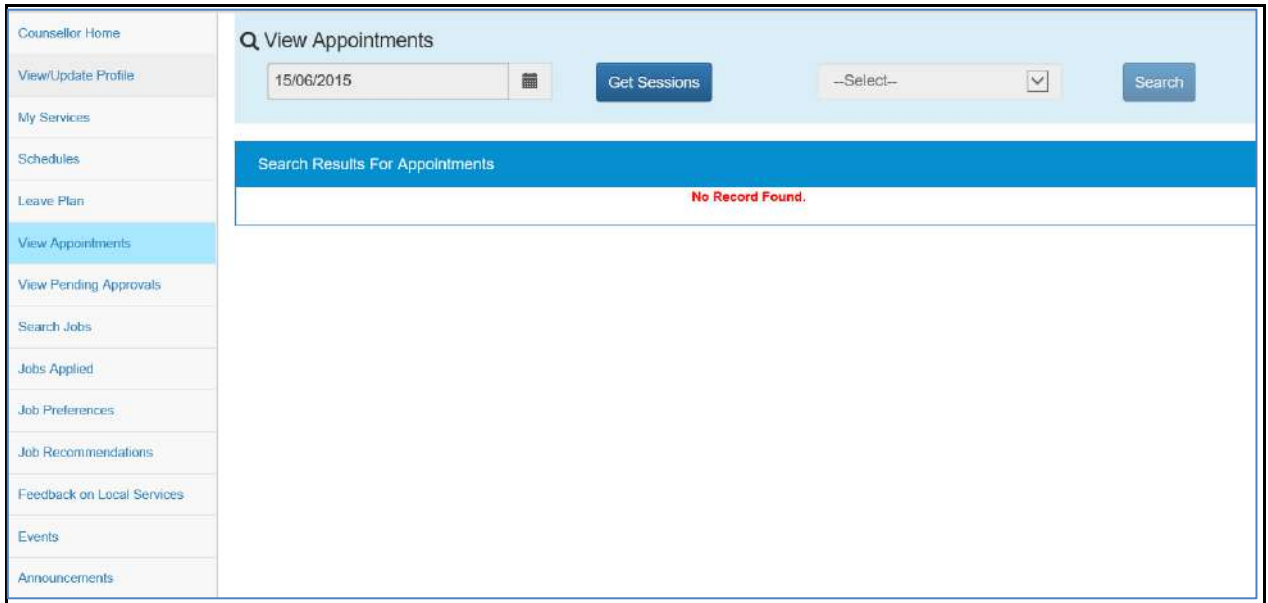 Counsellor Home
View/Update Profile
My Services
Schedules
Leave Plan
View Appointments
View Pending Approvals
Search Jobs
Jobs Applied
Job Preferences
Job Recommendations
Feedback on Local Services
Events
Announcements
View Appointments
15/06/2015 Get Sessions --Select-- Search
Search Results For Appointments
No Record Found.